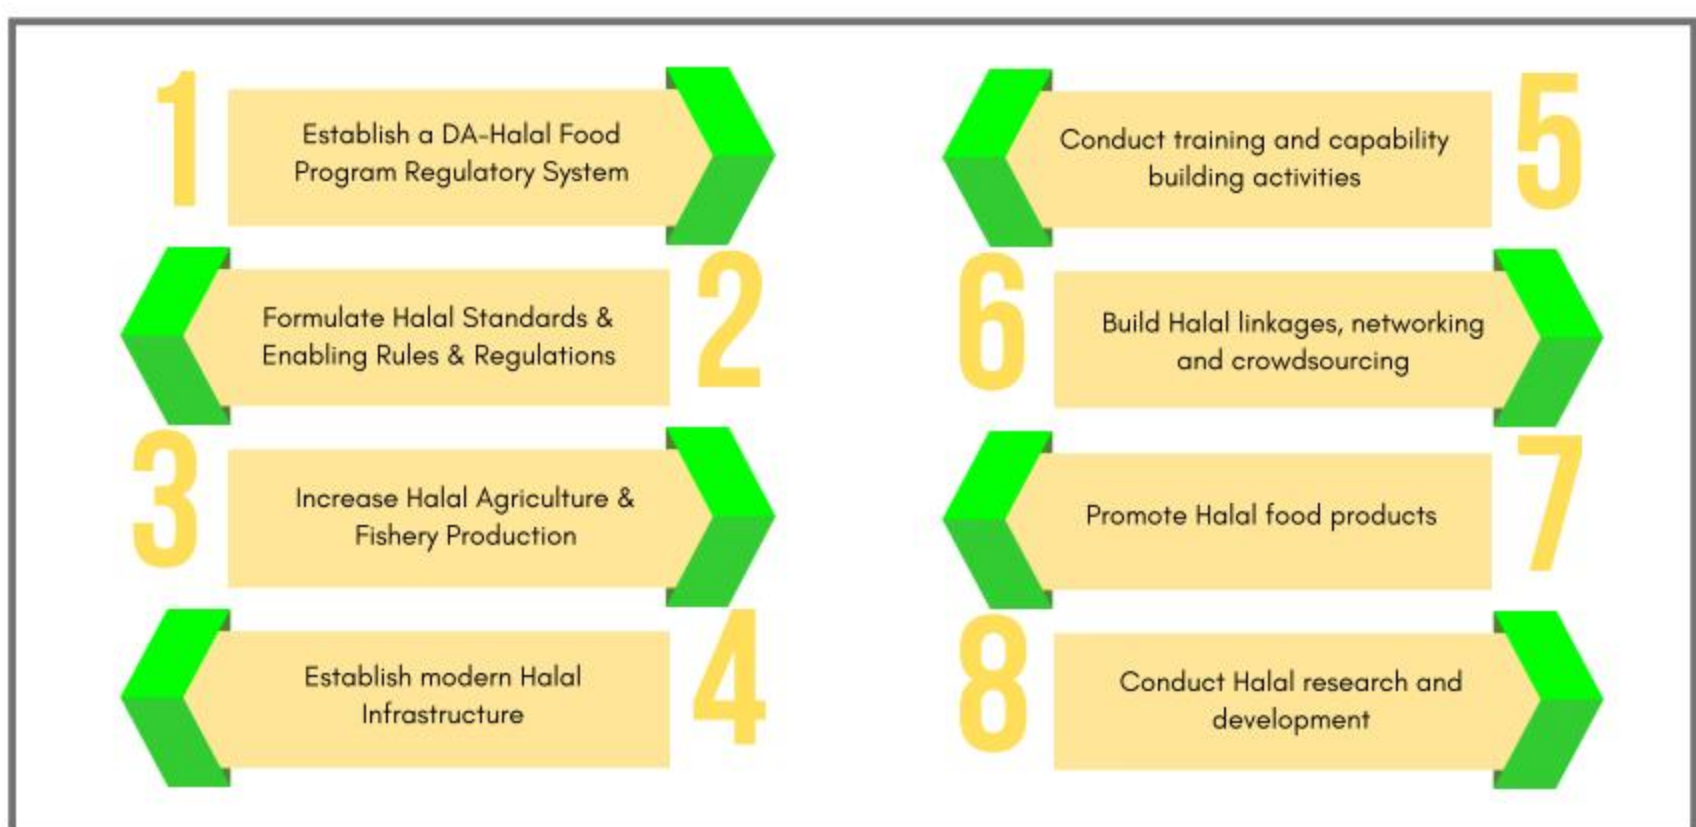 1
Establish a DA-Halal Food
Program Regulatory System
2
Formulate Halal Standards &
Enabling Rules & Regulations
3
Increase Halal Agriculture &
Fishery Production
4
Establish modern Halal
Infrastructure
5
Conduct training and capability
building activities
6
Build Halal linkages, networking
and crowdsourcing
7
Promote Halal food products
8
Conduct Halal research and
development